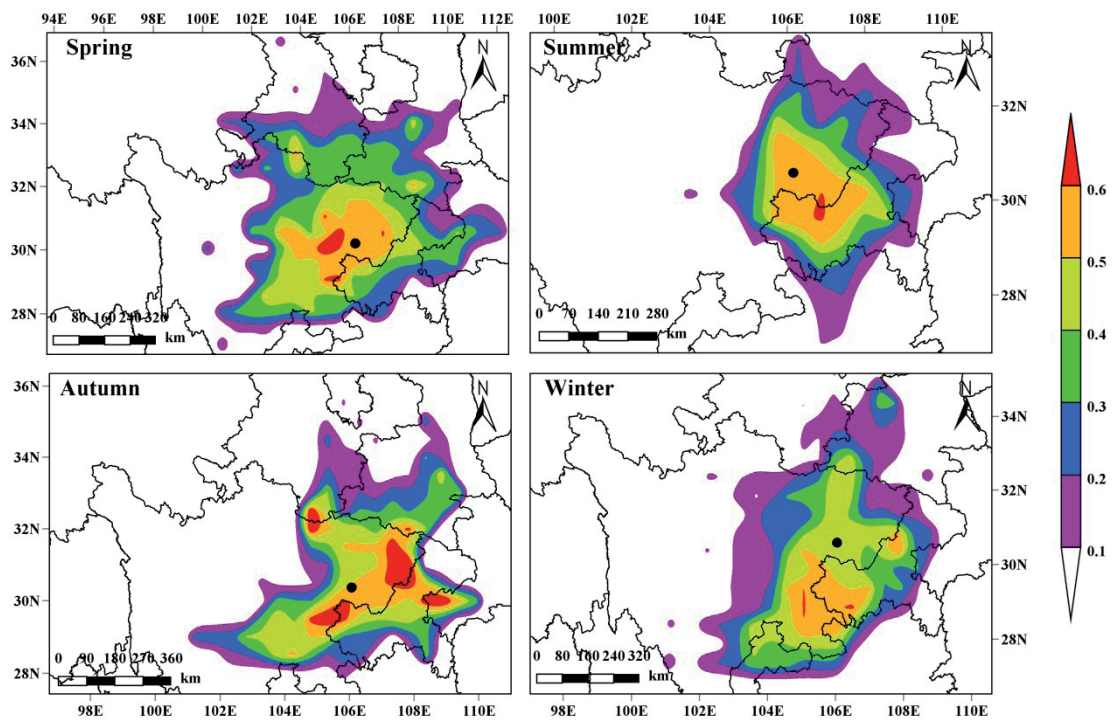 94E 96E 98E 100E 102E 104E 106E 108E 110E 112E
99E 100E 102E 104E 106E 108E 110E
Spring
N
36N
34N
32N
30N
28N
0 80 160 240 320
km
Summer
N
32N
30N
28N
0 70 140 210 280
km
Autumn
N
36N
34N
32N
30N
28N
0 90 180 270 360
km
Winter
N
34N
32N
30N
28N
0 80 160 240 320
km
98E 100E 102E 104E 106E 108E 110E 112E
98E 100E 102E 104E 106E 108E 110E
0.6
0.5
0.4
0.3
0.2
0.1